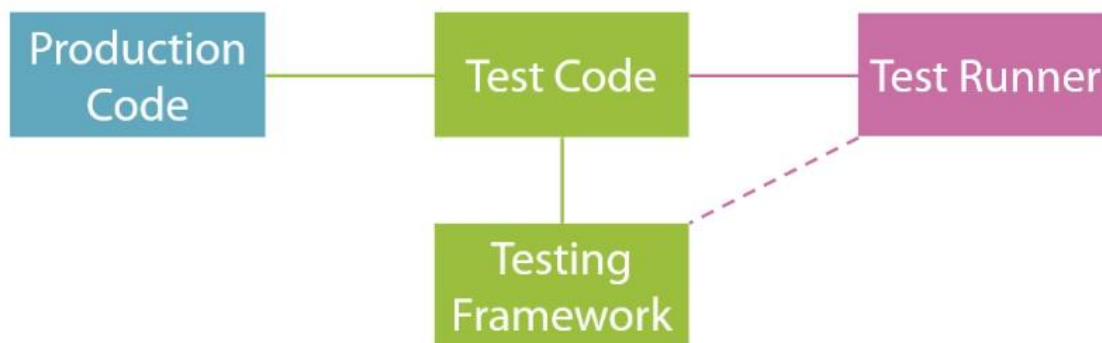 Production
Code
Test Code
Test Runner
Testing
Framework